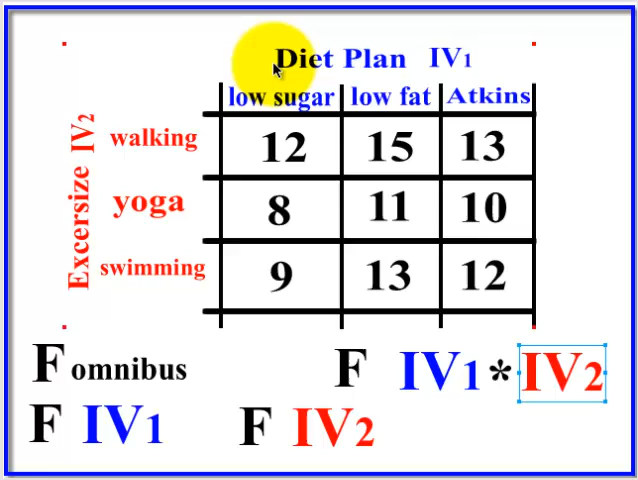 Diet Plan IV1
low sugar low fat Atkins
Excersize IV2
walking 12 15 13
yoga 8 11 10
swimming 9 13 12
F omnibus F IV1 * IV2
F IV1 F IV2